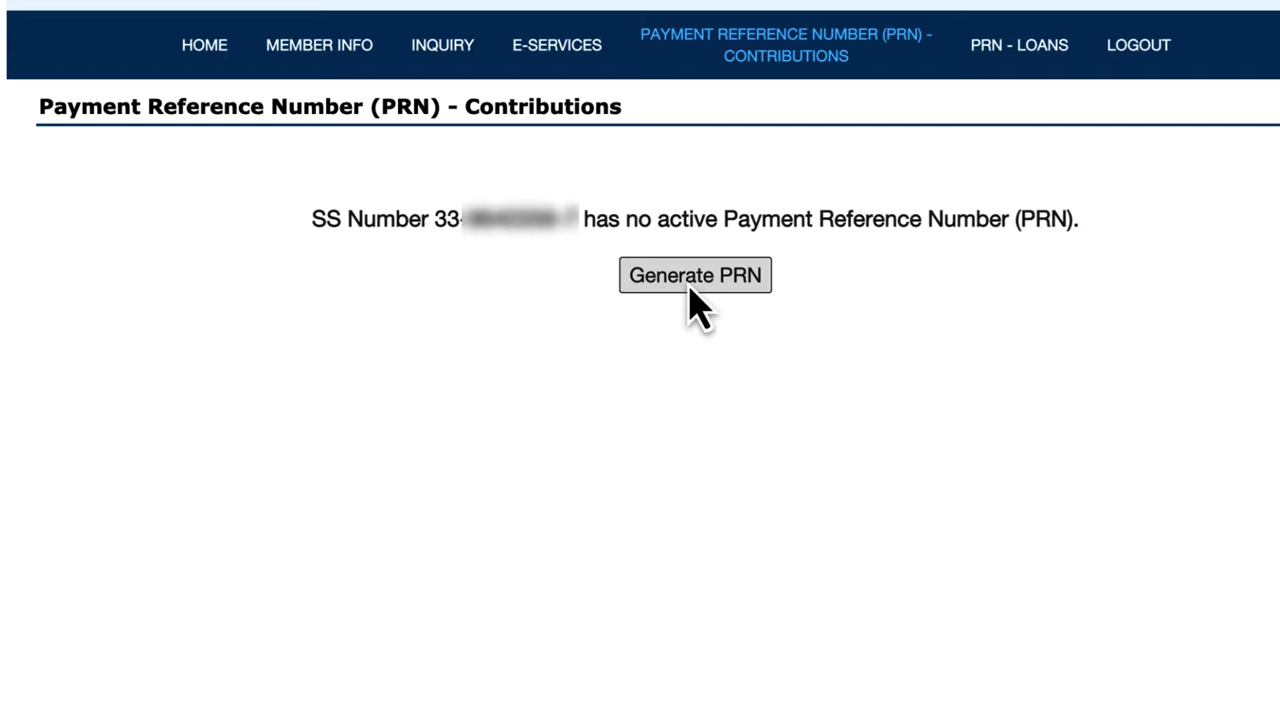 HOME MEMBER INFO INQUIRY E-SERVICES PAYMENT REFERENCE NUMBER (PRN) - CONTRIBUTIONS PRN - LOANS LOGOUT
Payment Reference Number (PRN) - Contributions
SS Number 33- has no active Payment Reference Number (PRN).
Generate PRN